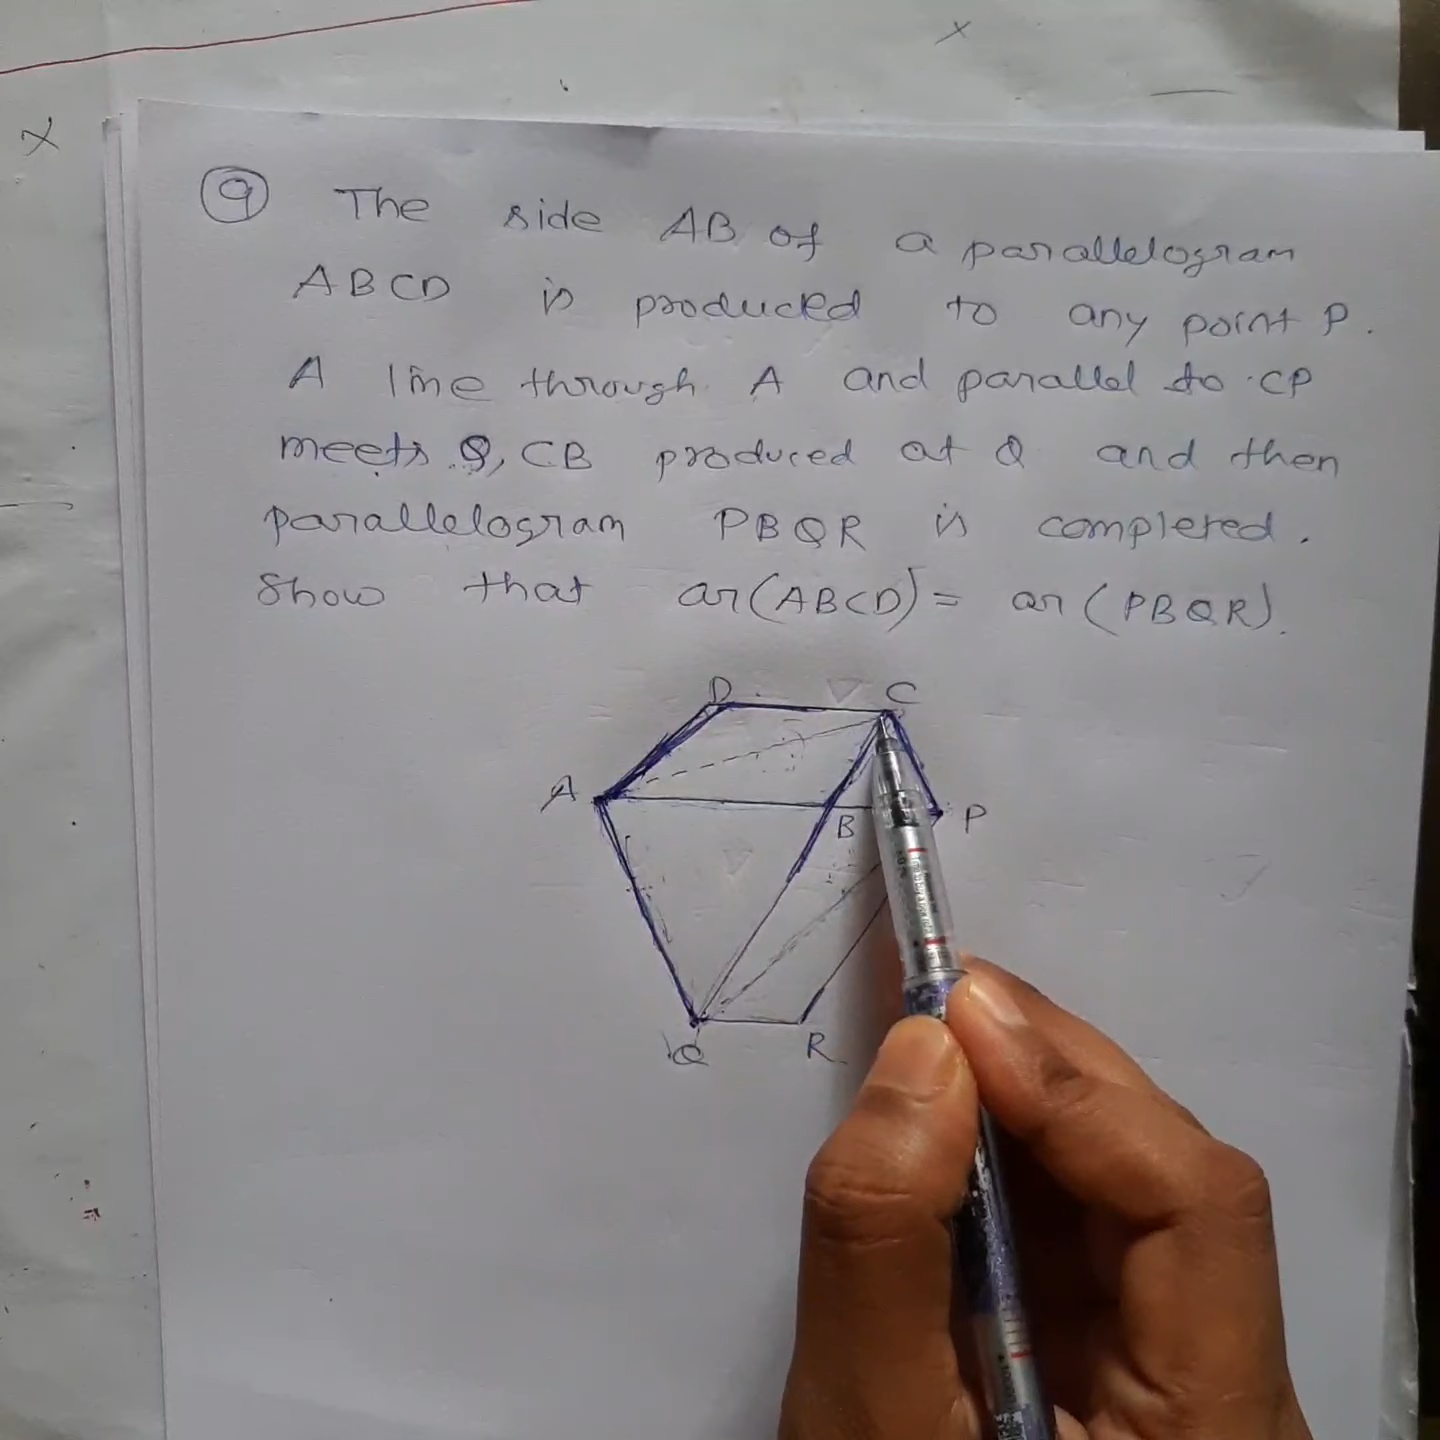 9 The side AB of a parallelogram
ABCD is produced to any point P.
A line through A and parallel to CP
meets Q, CB produced at Q and then
parallelogram PBQR is completed.
Show that ar(ABCD) = ar(PBQR).
D C
A B P
Q R